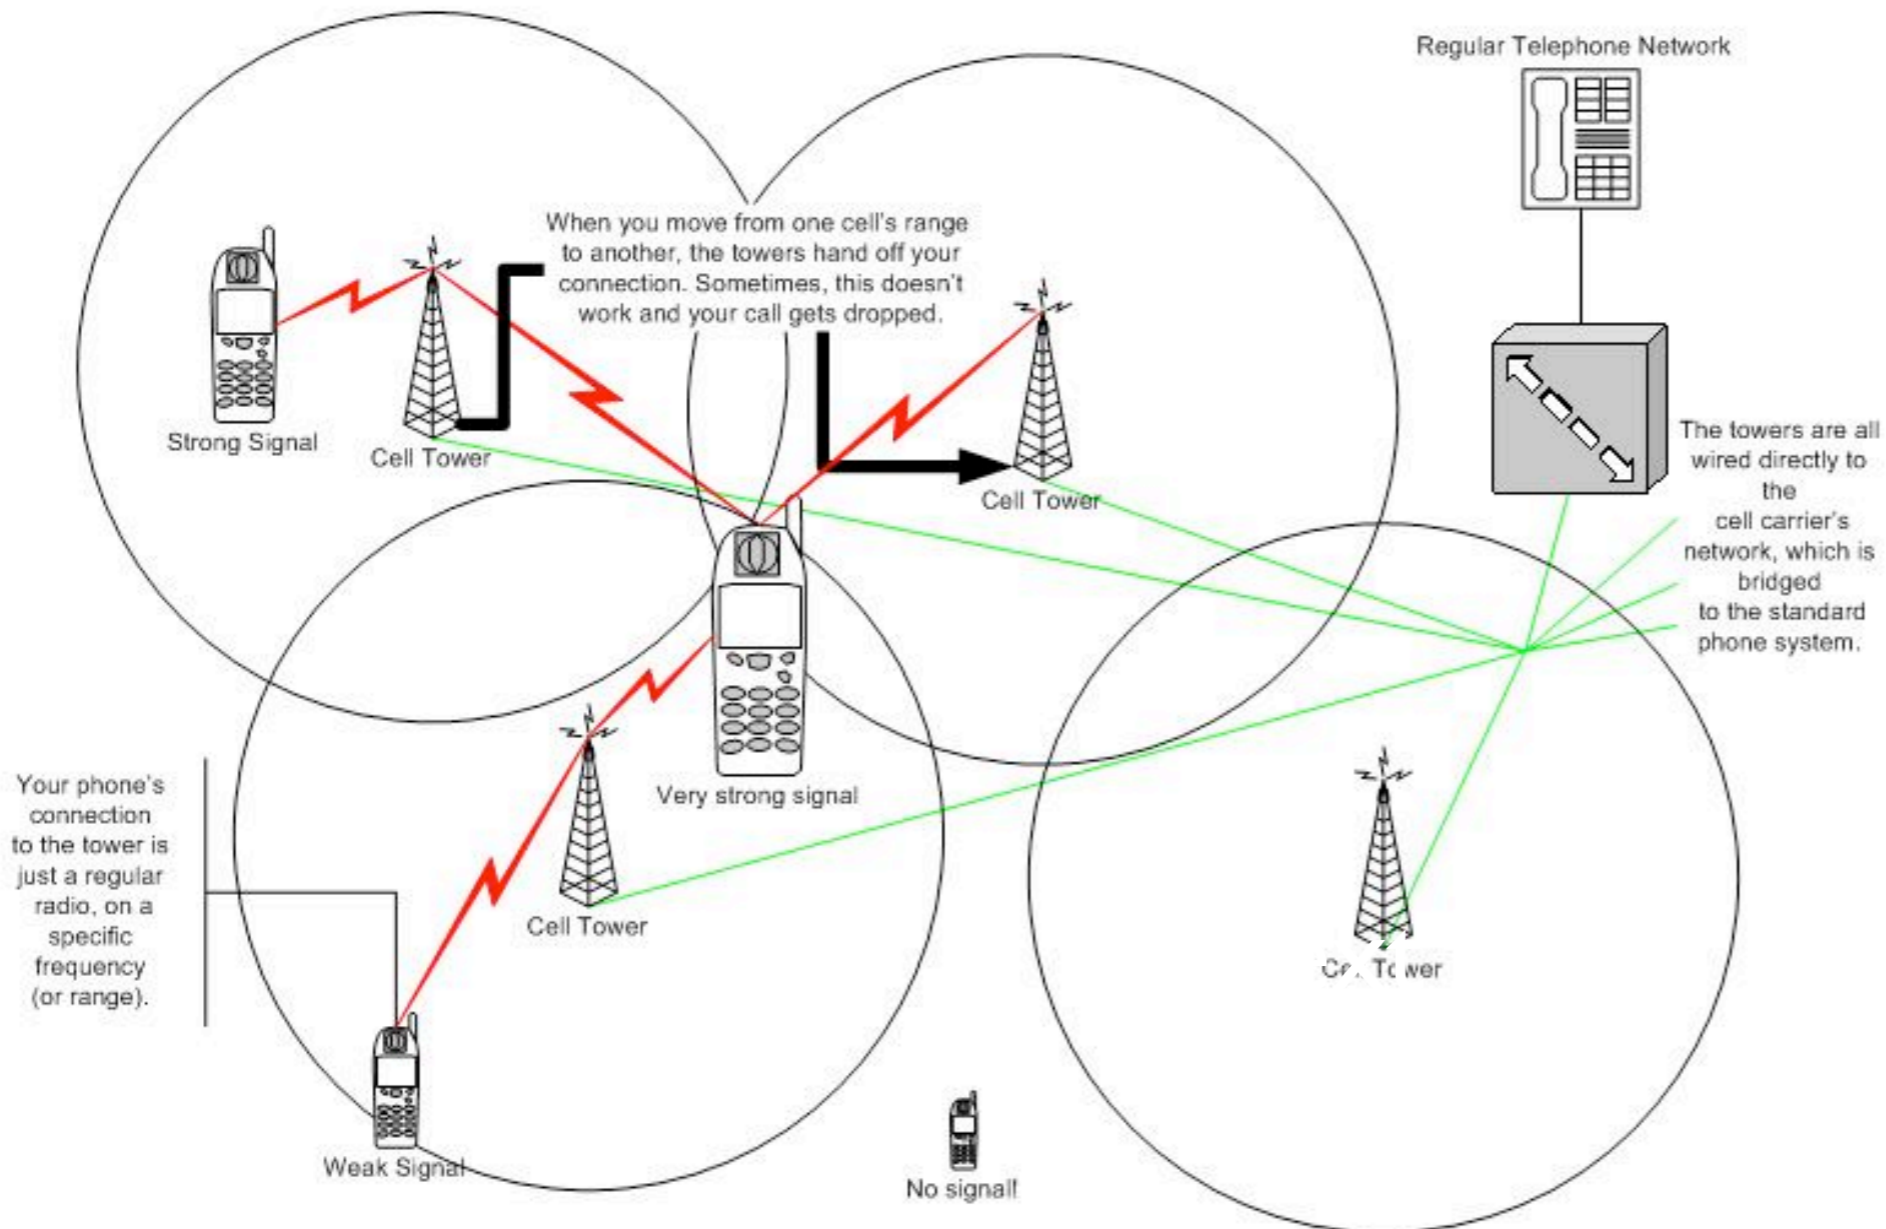 Regular Telephone Network
When you move from one cell's range
to another, the towers hand off your
connection. Sometimes, this doesn't
work and your call gets dropped.
Strong Signal
Cell Tower
Cell Tower
The towers are all
wired directly to
the
cell carrier's
network, which is
bridged
to the standard
phone system.
Very strong signal
Your phone's
connection
to the tower is
just a regular
radio, on a
specific
frequency
(or range).
Cell Tower
Cell Tower
Weak Signal
No signal!